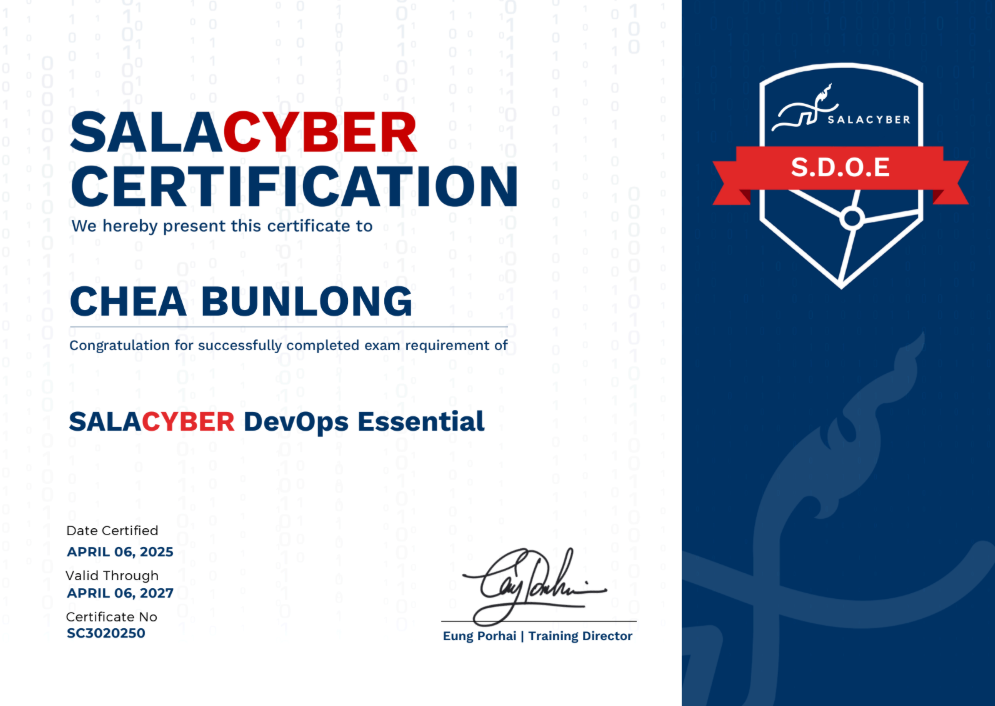 SALACYBER
CERTIFICATION
We hereby present this certificate to
CHEA BUNLONG
Congratulation for successfully completed exam requirement of
SALACYBER DevOps Essential
Date Certified
APRIL 06, 2025
Valid Through
APRIL 06, 2027
Certificate No
SC3020250
Eung Porhai | Training Director
SALACYBER
S.D.O.E